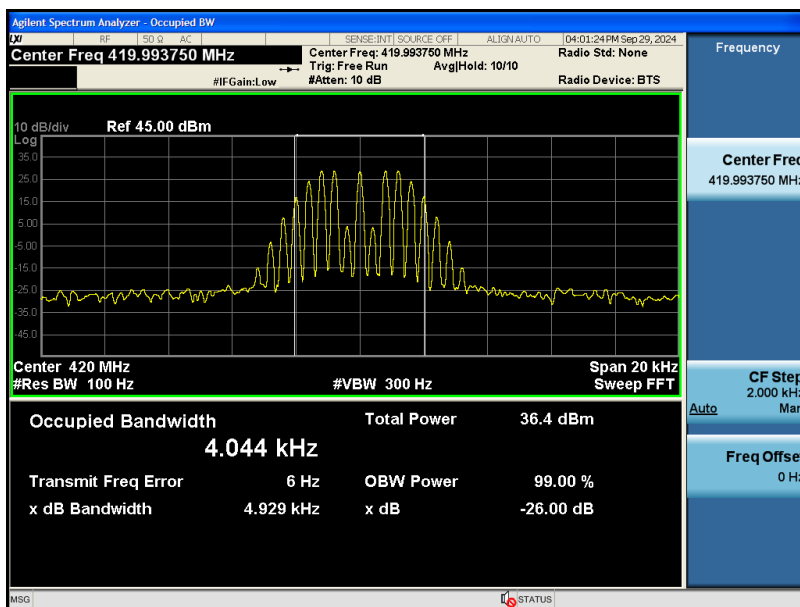 Agilent Spectrum Analyzer - Occupied BW
LXI RF 50 Ω AC SENSE:INT SOURCE OFF ALIGN AUTO 04:01:24 PM Sep 29, 2024
Center Freq 419.993750 MHz
Center Freq: 419.993750 MHz
Radio Std: None
Trig: Free Run Avg|Hold: 10/10
#IFGain:Low #Atten: 10 dB Radio Device: BTS
10 dB/div Ref 45.00 dBm
Log
35.0
25.0
15.0
5.00
-5.00
-15.0
-25.0
-35.0
-45.0
Center 420 MHz Span 20 kHz
#Res BW 100 Hz #VBW 300 Hz Sweep FFT
Occupied Bandwidth Total Power 36.4 dBm
4.044 kHz
Transmit Freq Error 6 Hz OBW Power 99.00 %
x dB Bandwidth 4.929 kHz x dB -26.00 dB
MSG STATUS
Frequency
Center Freq
419.993750 MHz
CF Step
2.000 kHz
Auto Man
Freq Offset
0 Hz